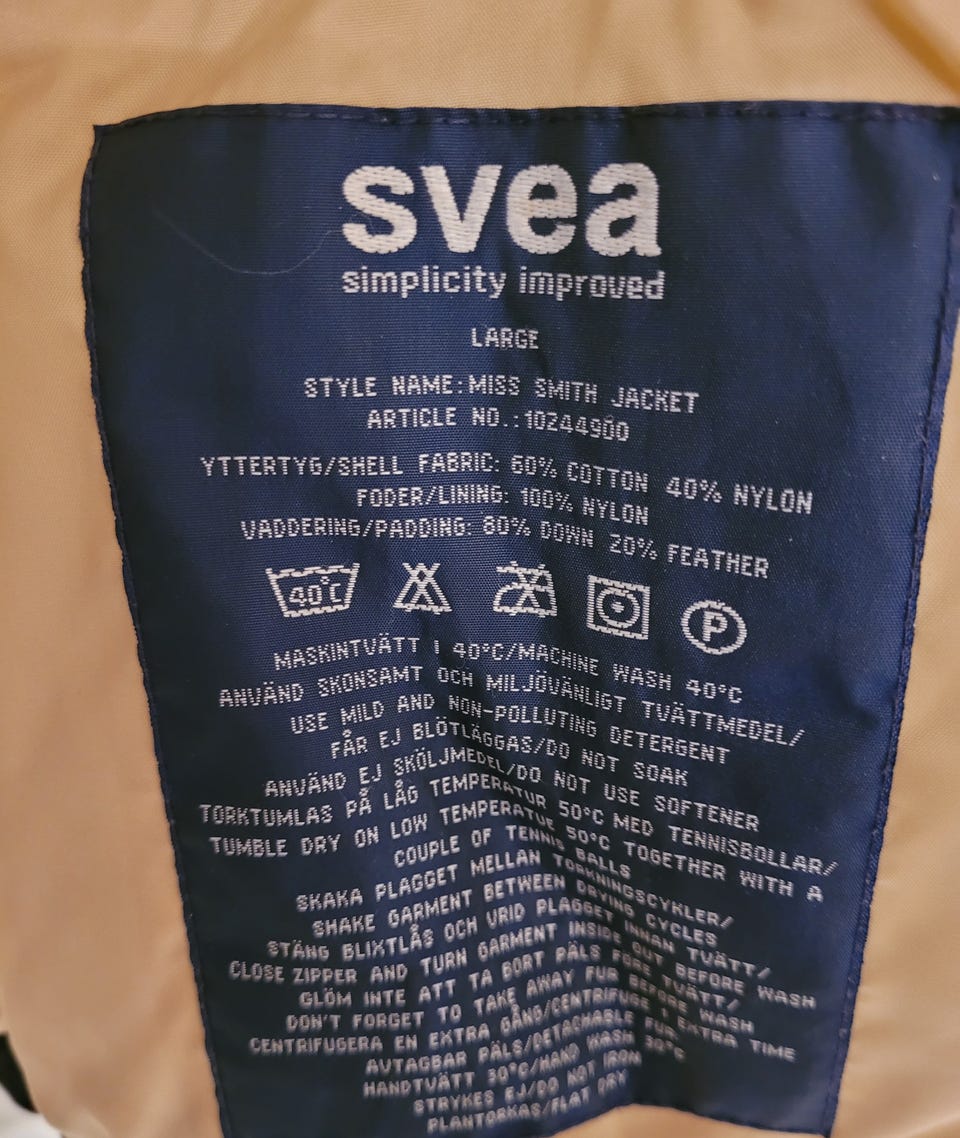 svea
simplicity improved
LARGE
STYLE NAME: MISS SMITH JACKET
ARTICLE NO.: 10244900
YTTERTYG/SHELL FABRIC: 60% COTTON 40% NYLON
FODER/LINING: 100% NYLON
VADDERING/PADDING: 80% DOWN 20% FEATHER
40°C
P
MASKINTVÄTT I 40°C/MACHINE WASH 40°C
ANVÄND SKONSAMT OCH MILJÖVÄNLIGT TVÄTTMEDEL/
USE MILD AND NON-POLLUTING DETERGENT
FÅR EJ BLÖTLÄGGAS/DO NOT SOAK
ANVÄND EJ SKÖLJMEDEL/DO NOT USE SOFTENER
TORKTUMLAS PÅ LÅG TEMPERATUR 50°C MED TENNISBOLLAR/
TUMBLE DRY ON LOW TEMPERATUE 50°C TOGETHER WITH A
COUPLE OF TENNIS BALLS
SKAKA PLAGGET MELLAN TORKNINGSCYKLER/
SHAKE GARMENT BETWEEN DRYING CYCLES
STÄNG BLIXTLÅS OCH VRID PLAGGET INNAN TVÄTT/
CLOSE ZIPPER AND TURN GARMENT INSIDE OUT BEFORE WASH
GLÖM INTE ATT TA BORT PÄLS FÖRE TVÄTT/
DON'T FORGET TO TAKE AWAY FUR BEFORE WASH
CENTRIFUGERA EN EXTRA GÅNG/CENTRIFUGE 1 EXTRA TIME
AVTAGBAR PÄLS/DETACHABLE FUR:
HANDTVÄTT 30°C/HAND WASH 30°C
STRYKES EJ/DO NOT IRON
PLANTORKAS/FLAT DRY